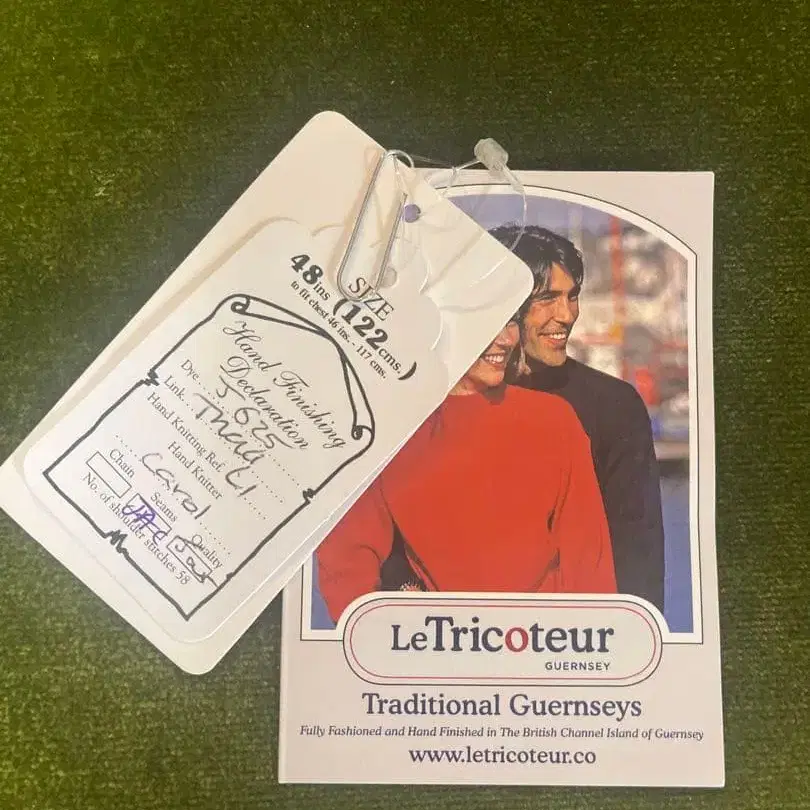 SIZE
48 ins (122 cms.)
to fit chest 46 ins. - 117 cms.
Hand Finishing
Declaration
Dye.....5625
Link.....
Hand Knitting Ref. L1
Hand Knitter
Carol
Chain Seams Quality
No. of shoulder stitches 58
LeTricoteur
GUERNSEY
Traditional Guernseys
Fully Fashioned and Hand Finished in The British Channel Island of Guernsey
www.letricoteur.co